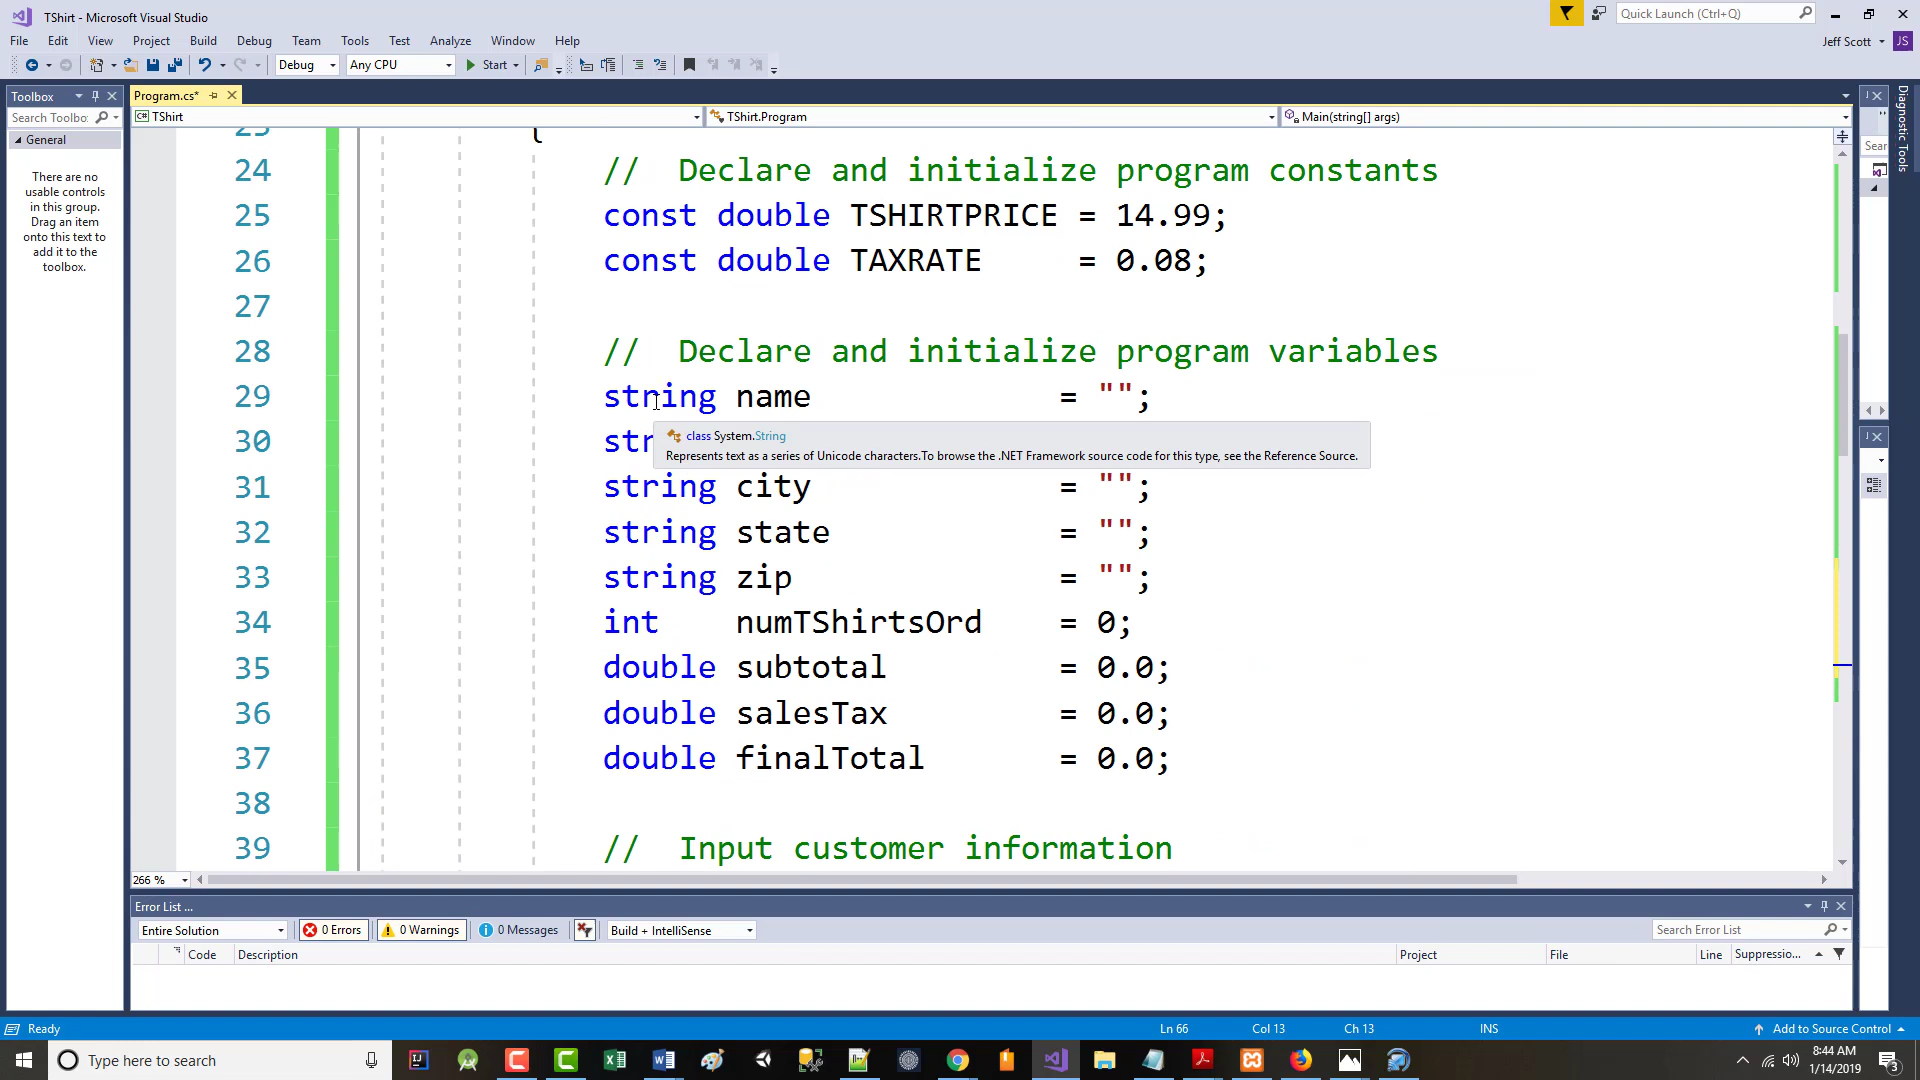 TShirt - Microsoft Visual Studio
Quick Launch (Ctrl+Q)
File Edit View Project Build Debug Team Tools Test Analyze Window Help
Jeff Scott JS
Debug Any CPU Start
Toolbox
Program.cs*
Search Toolbo
TShirt
TShirt.Program
Main(string[] args)
General
There are no
usable controls
in this group.
Drag an item
onto this text to
add it to the
toolbox.
Diagnostic Tools
Sear
23 {
24 // Declare and initialize program constants
25 const double TSHIRTPRICE = 14.99;
26 const double TAXRATE = 0.08;
27
28 // Declare and initialize program variables
29 string name = "";
30 str
class System.String
Represents text as a series of Unicode characters.To browse the .NET Framework source code for this type, see the Reference Source.
31 string city = "";
32 string state = "";
33 string zip = "";
34 int numTShirtsOrd = 0;
35 double subtotal = 0.0;
36 double salesTax = 0.0;
37 double finalTotal = 0.0;
38
39 // Input customer information
266 %
Error List ...
Entire Solution 0 Errors 0 Warnings 0 Messages Build + IntelliSense Search Error List
Code Description Project File Line Suppressio...
Ready Ln 66 Col 13 Ch 13 INS Add to Source Control
Type here to search
8:44 AM
1/14/2019
3